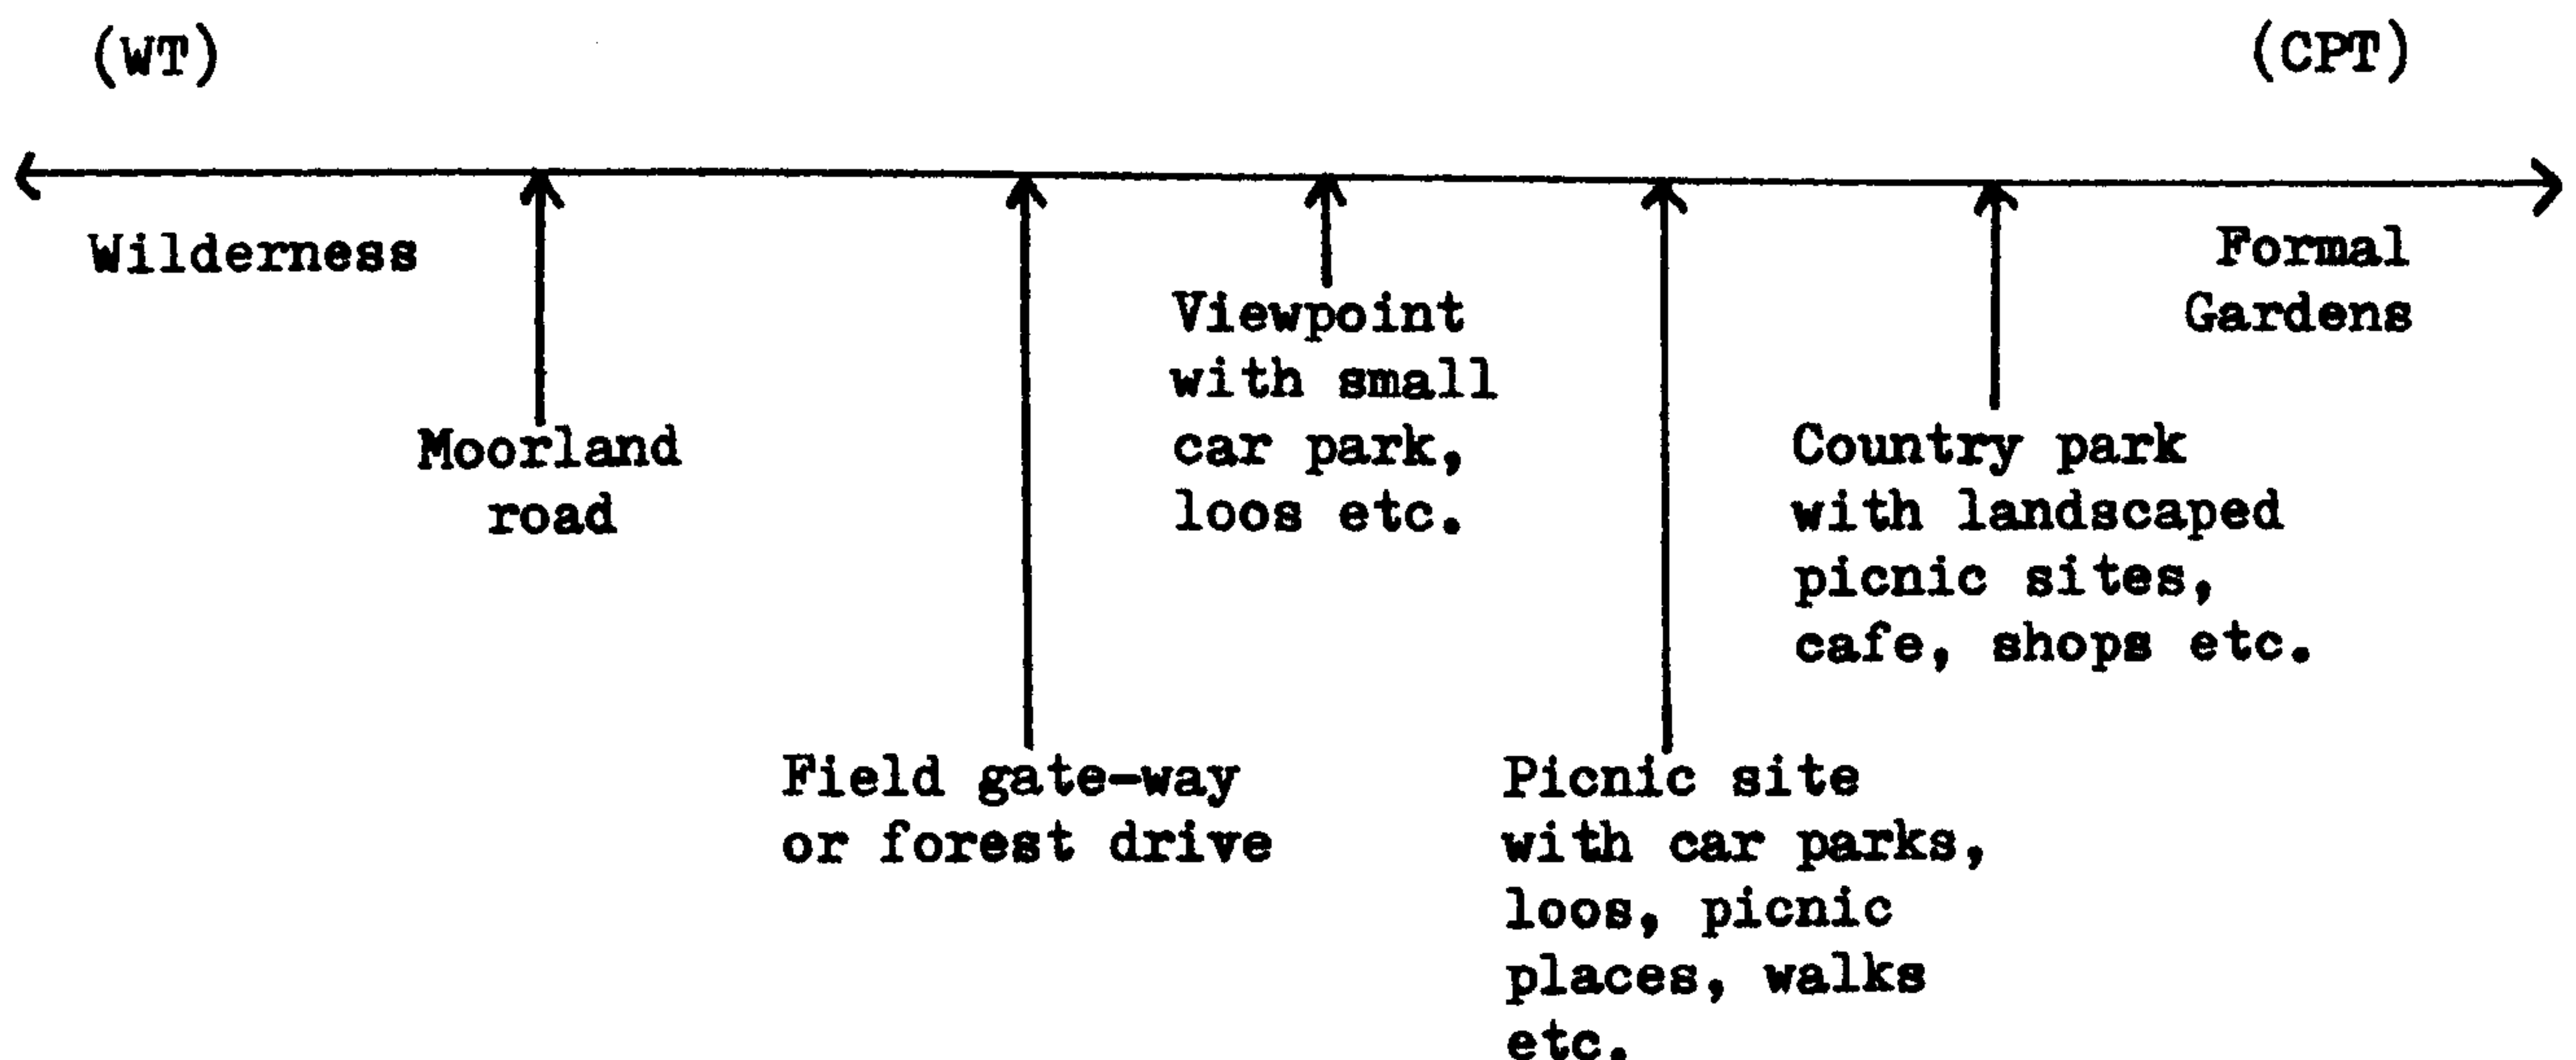 (WT)
(CPT)
Wilderness
Formal
Gardens
Moorland
road
Field gate-way
or forest drive
Viewpoint
with small
car park,
loos etc.
Picnic site
with car parks,
loos, picnic
places, walks
etc.
Country park
with landscaped
picnic sites,
cafe, shops etc.